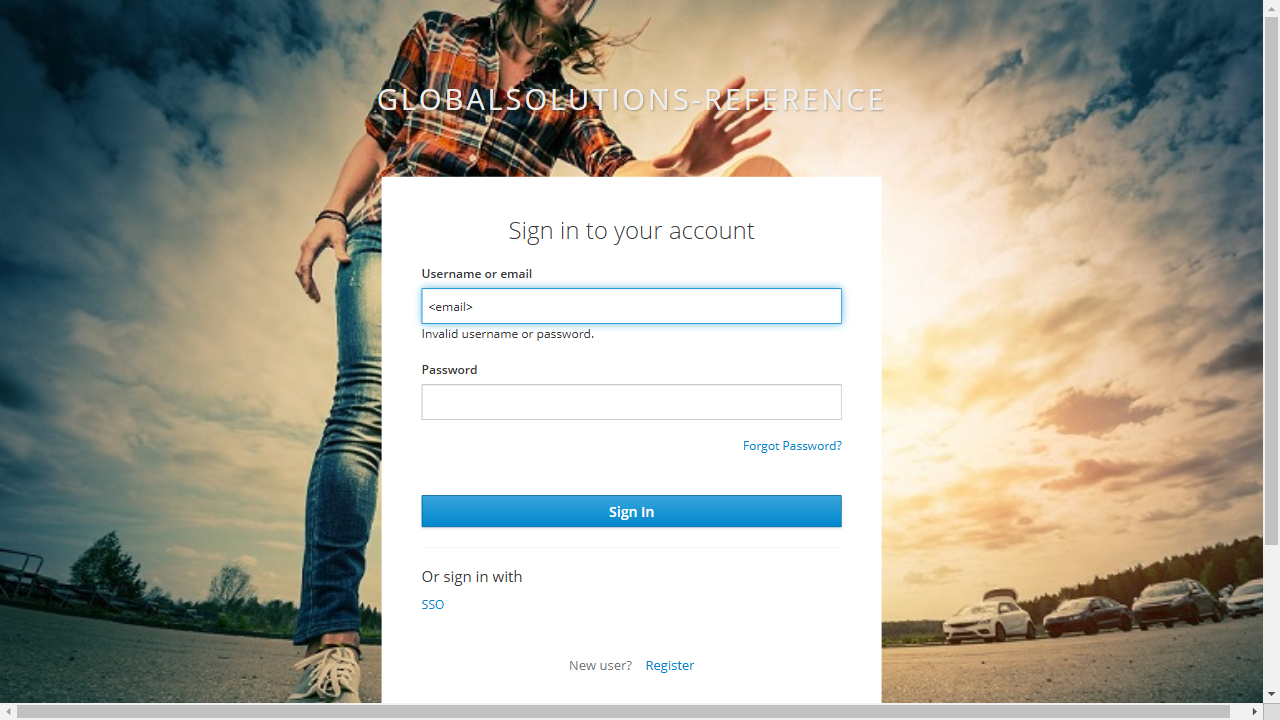 GLOBALSOLUTIONS-REFERENCE
Sign in to your account
Username or email
<email>
Invalid username or password.
Password
Forgot Password?
Sign In
Or sign in with
SSO
New user? Register